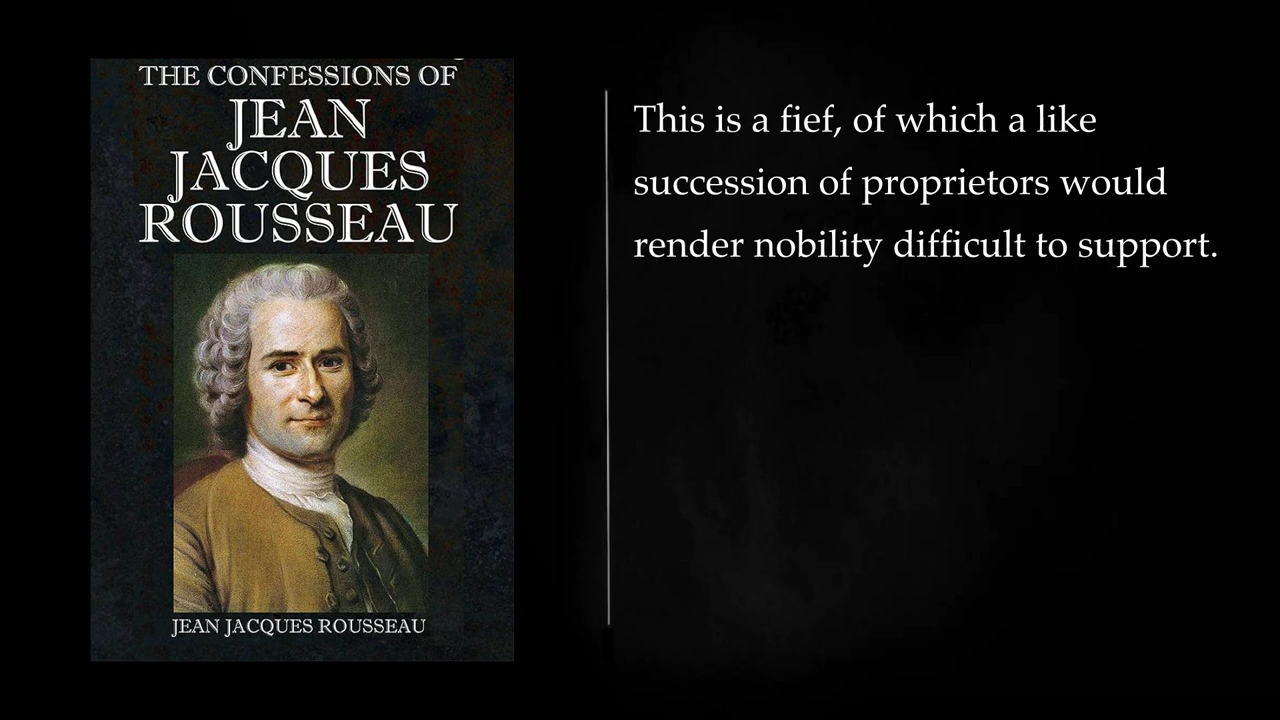 THE CONFESSIONS OF
JEAN
JACQUES
ROUSSEAU
JEAN JACQUES ROUSSEAU
This is a fief, of which a like
succession of proprietors would
render nobility difficult to support.